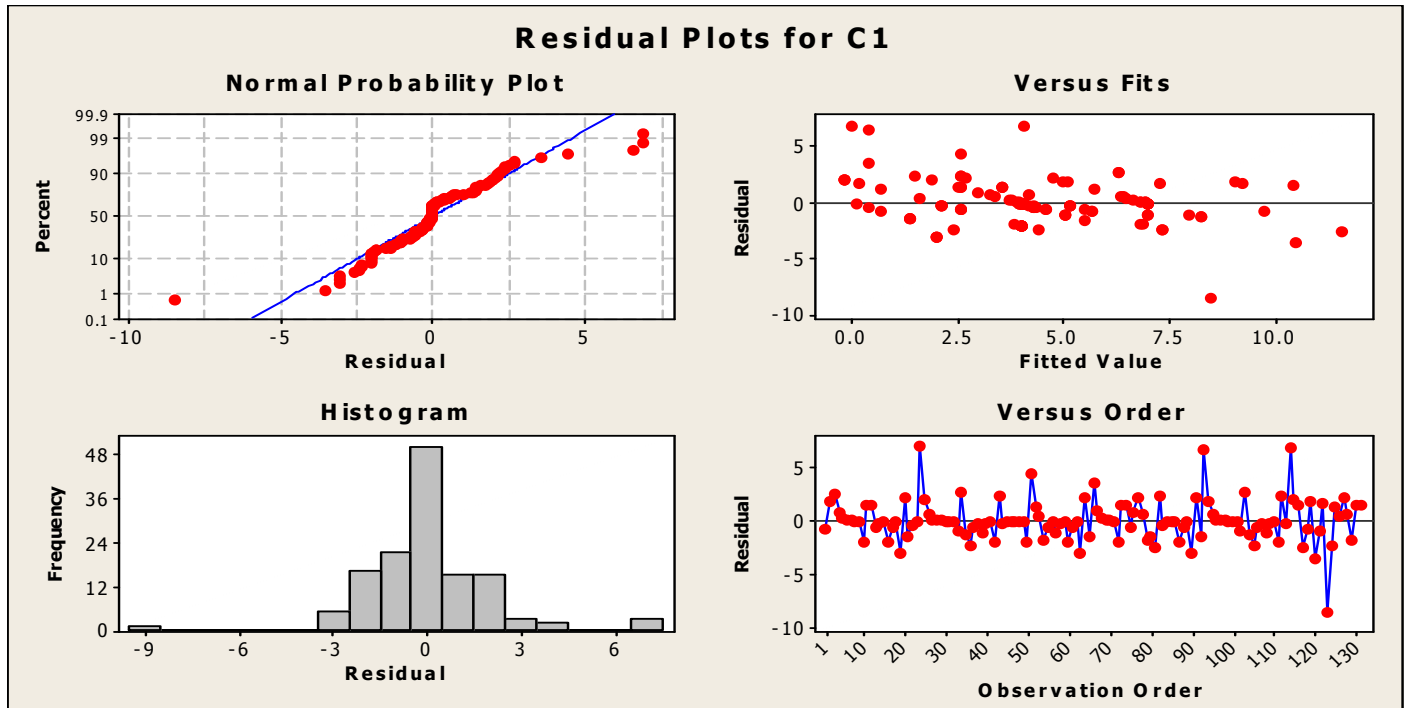 Residual Plots for C1
Normal Probability Plot
Percent
99.9
99
90
50
10
1
0.1
-10 -5 0 5
Residual
Versus Fits
Residual
5
0
-5
-10
0.0 2.5 5.0 7.5 10.0
Fitted Value
Histogram
Frequency
48
36
24
12
0
-9 -6 -3 0 3 6
Residual
Versus Order
Residual
5
0
-5
-10
1 10 20 30 40 50 60 70 80 90 100 110 120 130
Observation Order